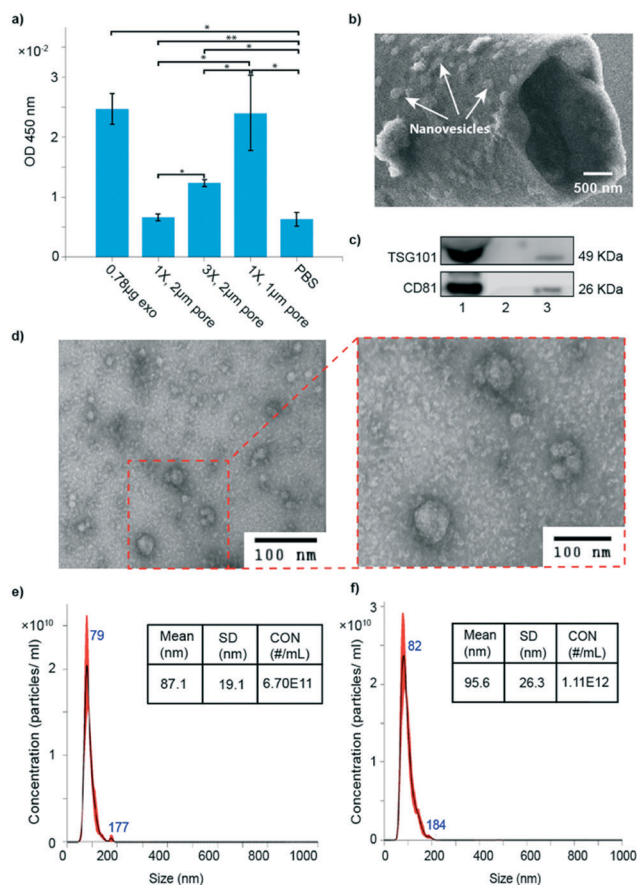 a)
*
**
*
*
*
*
*
×10⁻²
3
2
1
0
OD 450 nm
0.78µg exo
1X, 2µm pore
3X, 2µm pore
1X, 1µm pore
PBS
b)
Nanovesicles
500 nm
c)
TSG101
49 KDa
CD81
26 KDa
1 2 3
d)
100 nm
100 nm
e)
×10¹⁰
2
1
0
Concentration (particles/ ml)
79
177
Mean (nm) SD (nm) CON (#/mL)
87.1 19.1 6.70E11
0 200 400 600 800 1000
Size (nm)
f)
3
×10¹⁰
2
1
0
Concentration (particles/ ml)
82
184
Mean (nm) SD (nm) CON (#/mL)
95.6 26.3 1.11E12
0 200 400 600 800 1000
Size (nm)